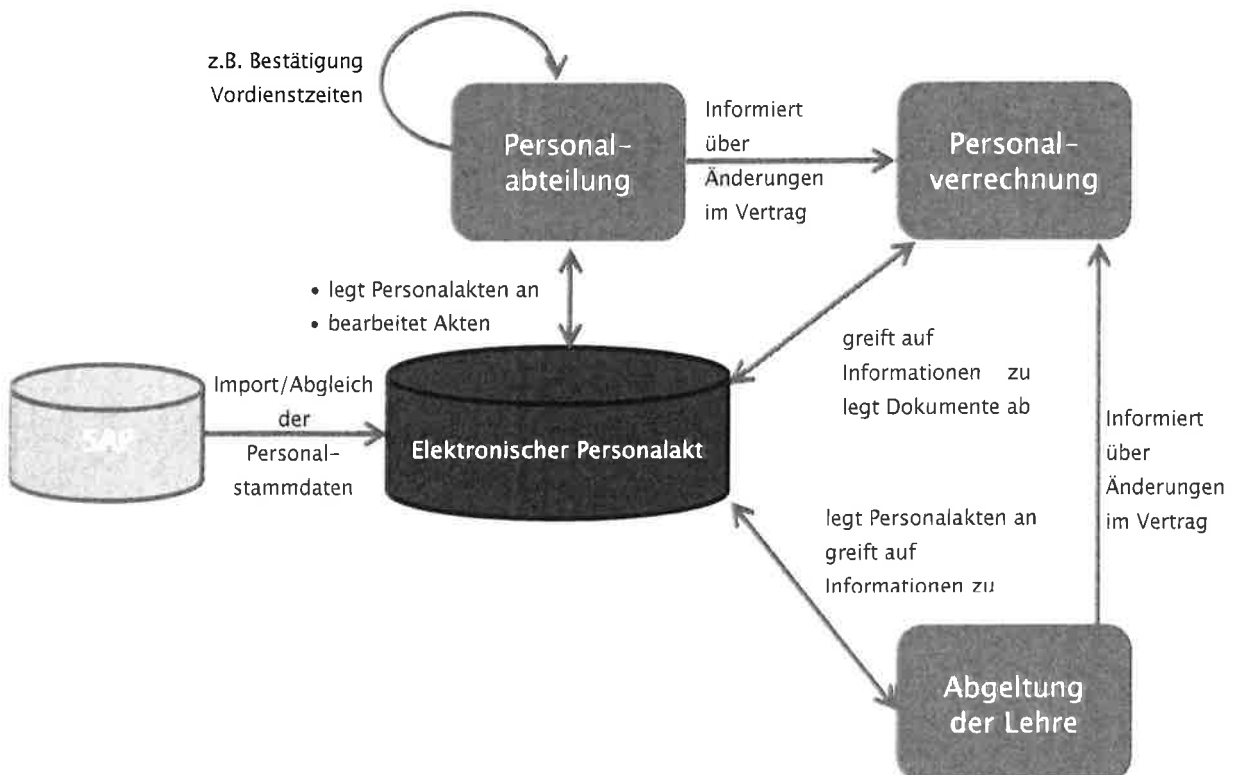 z.B. Bestätigung
Vordienstzeiten
Personal-
abteilung
Informiert
über
Änderungen
im Vertrag
Personal-
verrechnung
• legt Personalakten an
• bearbeitet Akten
greift auf
Informationen zu
legt Dokumente ab
SAP
Import/Abgleich
der
Personal-
stammdaten
Elektronischer Personalakt
Informiert
über
Änderungen
im Vertrag
legt Personalakten an
greift auf
Informationen zu
Abgeltung
der Lehre